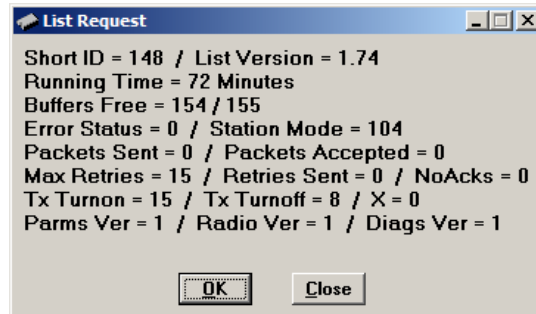 List Request
Short ID = 148 / List Version = 1.74
Running Time = 72 Minutes
Buffers Free = 154 / 155
Error Status = 0 / Station Mode = 104
Packets Sent = 0 / Packets Accepted = 0
Max Retries = 15 / Retries Sent = 0 / NoAcks = 0
Tx Turnon = 15 / Tx Turnoff = 8 / X = 0
Parms Ver = 1 / Radio Ver = 1 / Diags Ver = 1
OK Close